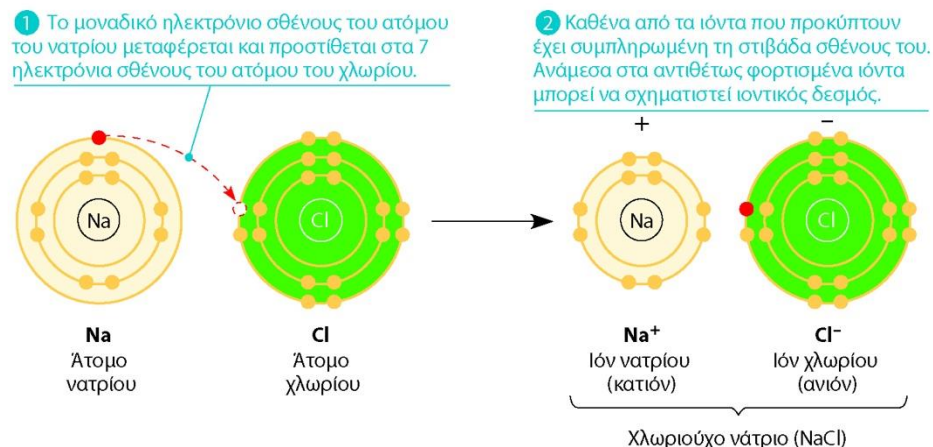 1 Το μοναδικό ηλεκτρόνιο σθένους του ατόμου
του νατρίου μεταφέρεται και προστίθεται στα 7
ηλεκτρόνια σθένους του ατόμου του χλωρίου.
2 Καθένα από τα ιόντα που προκύπτουν
έχει συμπληρωμένη τη στιβάδα σθένους του.
Ανάμεσα στα αντιθέτως φορτισμένα ιόντα
μπορεί να σχηματιστεί ιοντικός δεσμός.
+
–
Na
Cl
Na
Cl
Na
Άτομο
νατρίου
Cl
Άτομο
χλωρίου
Na⁺
Ιόν νατρίου
(κατιόν)
Cl⁻
Ιόν χλωρίου
(ανιόν)
Χλωριούχο νάτριο (NaCl)